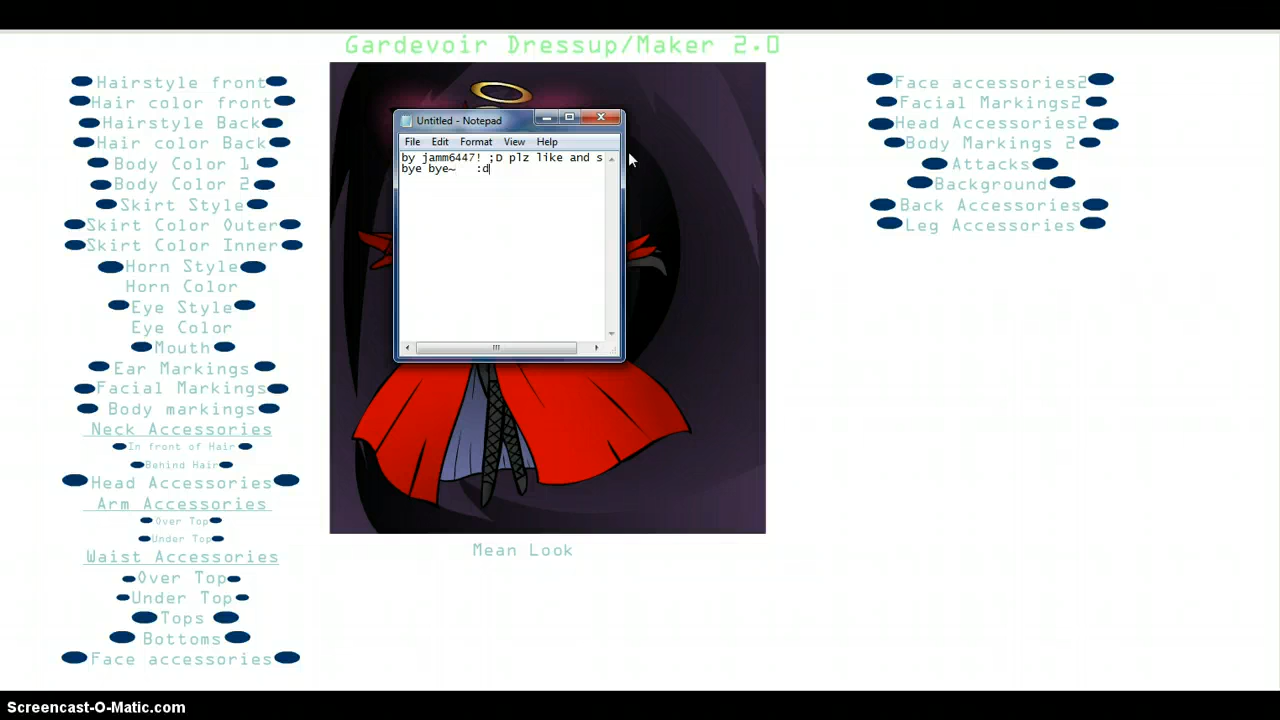 Gardevoir Dressup/Maker 2.0
Hairstyle front
Hair color front
Hairstyle Back
Hair color Back
Body Color 1
Body Color 2
Skirt Style
Skirt Color Outer
Skirt Color Inner
Horn Style
Horn Color
Eye Style
Eye Color
Mouth
Ear Markings
Facial Markings
Body markings
Neck Accessories
In front of Hair
Behind Hair
Head Accessories
Arm Accessories
Over Top
Under Top
Waist Accessories
Over Top
Under Top
Tops
Bottoms
Face accessories
Untitled - Notepad
File Edit Format View Help
by jamm6447! ;D plz like and s
bye bye~ :d
Mean Look
Face accessories2
Facial Markings2
Head Accessories2
Body Markings 2
Attacks
Background
Back Accessories
Leg Accessories
Screencast-O-Matic.com